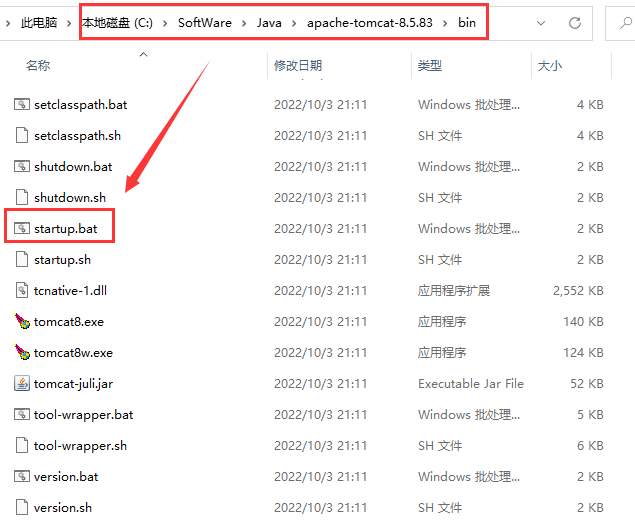 此电脑 › 本地磁盘 (C:) › SoftWare › Java › apache-tomcat-8.5.83 › bin
名称 修改日期 类型 大小
setclasspath.bat 2022/10/3 21:11 Windows 批处理... 4 KB
setclasspath.sh 2022/10/3 21:11 SH 文件 4 KB
shutdown.bat 2022/10/3 21:11 Windows 批处理... 2 KB
shutdown.sh 2022/10/3 21:11 SH 文件 2 KB
startup.bat 2022/10/3 21:11 Windows 批处理... 2 KB
startup.sh 2022/10/3 21:11 SH 文件 2 KB
tcnative-1.dll 2022/10/3 21:11 应用程序扩展 2,552 KB
tomcat8.exe 2022/10/3 21:11 应用程序 140 KB
tomcat8w.exe 2022/10/3 21:11 应用程序 124 KB
tomcat-juli.jar 2022/10/3 21:11 Executable Jar File 52 KB
tool-wrapper.bat 2022/10/3 21:11 Windows 批处理... 5 KB
tool-wrapper.sh 2022/10/3 21:11 SH 文件 6 KB
version.bat 2022/10/3 21:11 Windows 批处理... 2 KB
version.sh 2022/10/3 21:11 SH 文件 2 KB